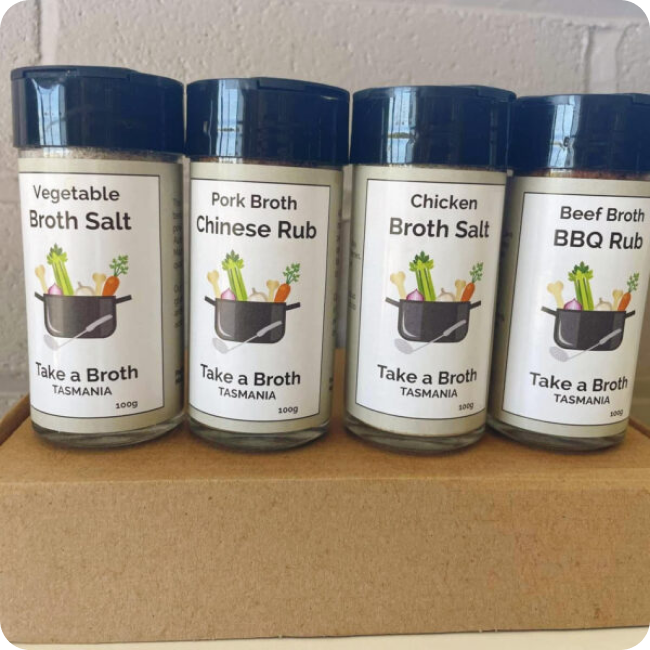 Vegetable
Broth Salt
Take a Broth
TASMANIA
100g
Pork Broth
Chinese Rub
Take a Broth
TASMANIA
100g
Chicken
Broth Salt
Take a Broth
TASMANIA
100g
Beef Broth
BBQ Rub
Take a Broth
TASMANIA
100g